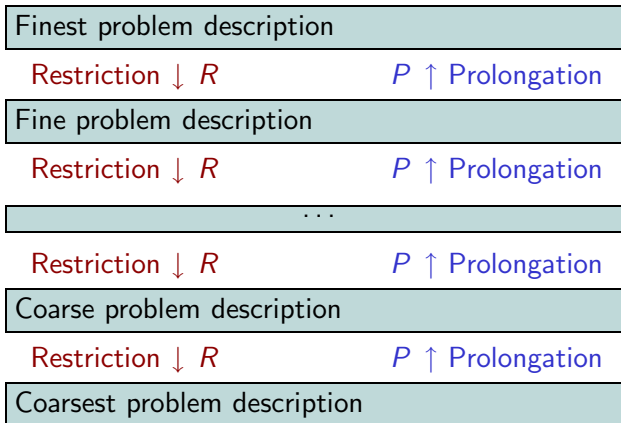 Finest problem description
Restriction ↓ R P ↑ Prolongation
Fine problem description
Restriction ↓ R P ↑ Prolongation
...
Restriction ↓ R P ↑ Prolongation
Coarse problem description
Restriction ↓ R P ↑ Prolongation
Coarsest problem description